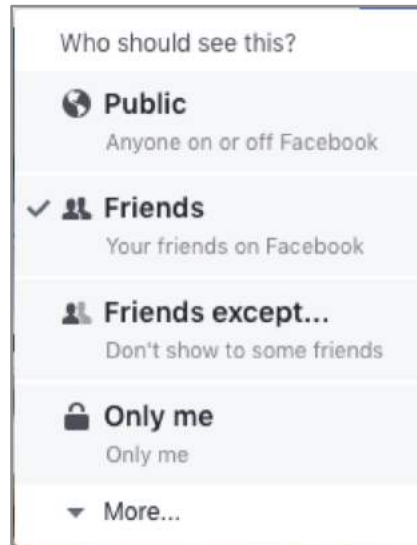 Who should see this?
Public
Anyone on or off Facebook
Friends
Your friends on Facebook
Friends except...
Don't show to some friends
Only me
Only me
More...